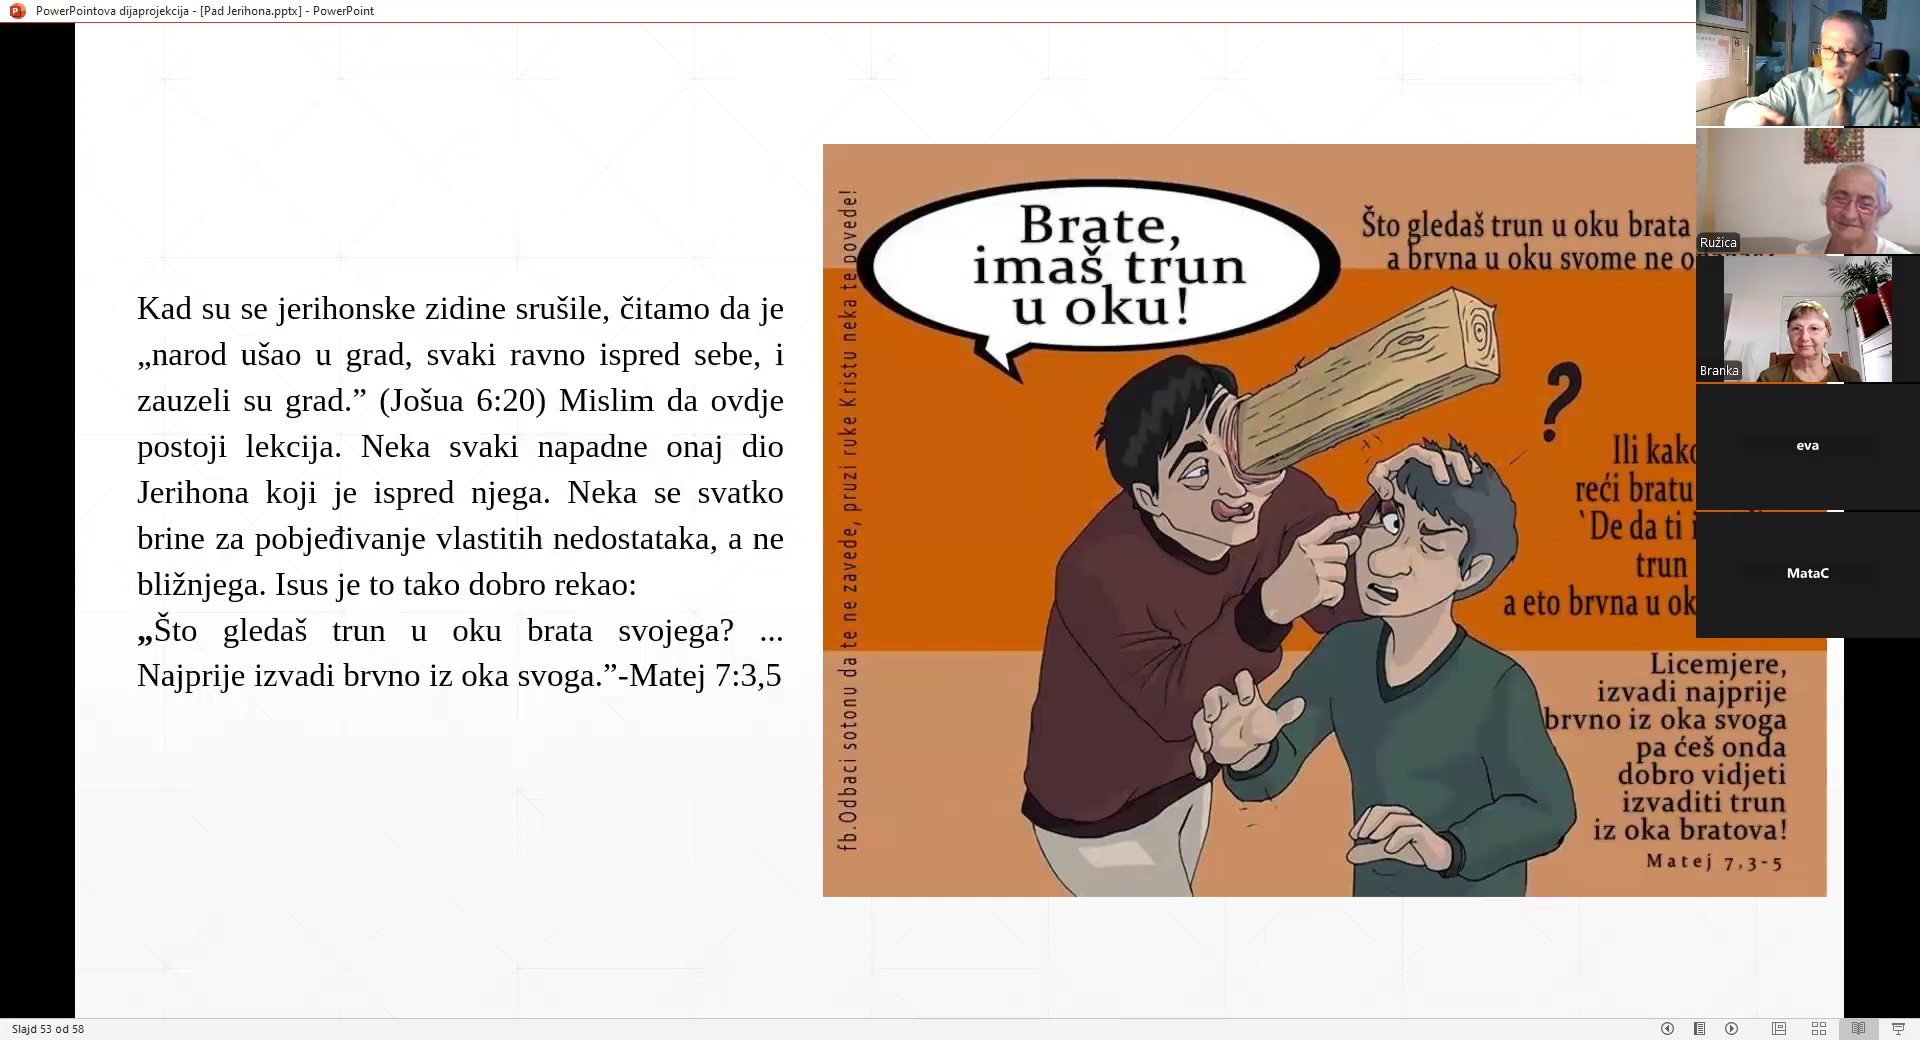 PowerPointova dijaprojekcija - [Pad Jerihona.pptx] - PowerPoint
Kad su se jerihonske zidine srušile, čitamo da je
„narod ušao u grad, svaki ravno ispred sebe, i
zauzeli su grad.” (Jošua 6:20) Mislim da ovdje
postoji lekcija. Neka svaki napadne onaj dio
Jerihona koji je ispred njega. Neka se svatko
brine za pobjeđivanje vlastitih nedostataka, a ne
bližnjega. Isus je to tako dobro rekao:
„Što gledaš trun u oku brata svojega? ...
Najprije izvadi brvno iz oka svoga.”-Matej 7:3,5
fb.Odbaci sotonu da te ne zavede, pruzi ruke Kristu neka te povede!
Brate,
imaš trun
u oku!
Što gledaš trun u oku brata
a brvna u oku svome ne
?
Ili kako
reći bratu
`De da ti
trun
a eto brvna u
Licemjere,
izvadi najprije
brvno iz oka svoga
pa ćeš onda
dobro vidjeti
izvaditi trun
iz oka bratova!
Matej 7,3-5
Ružica
Branka
eva
MataC
Slajd 53 od 58